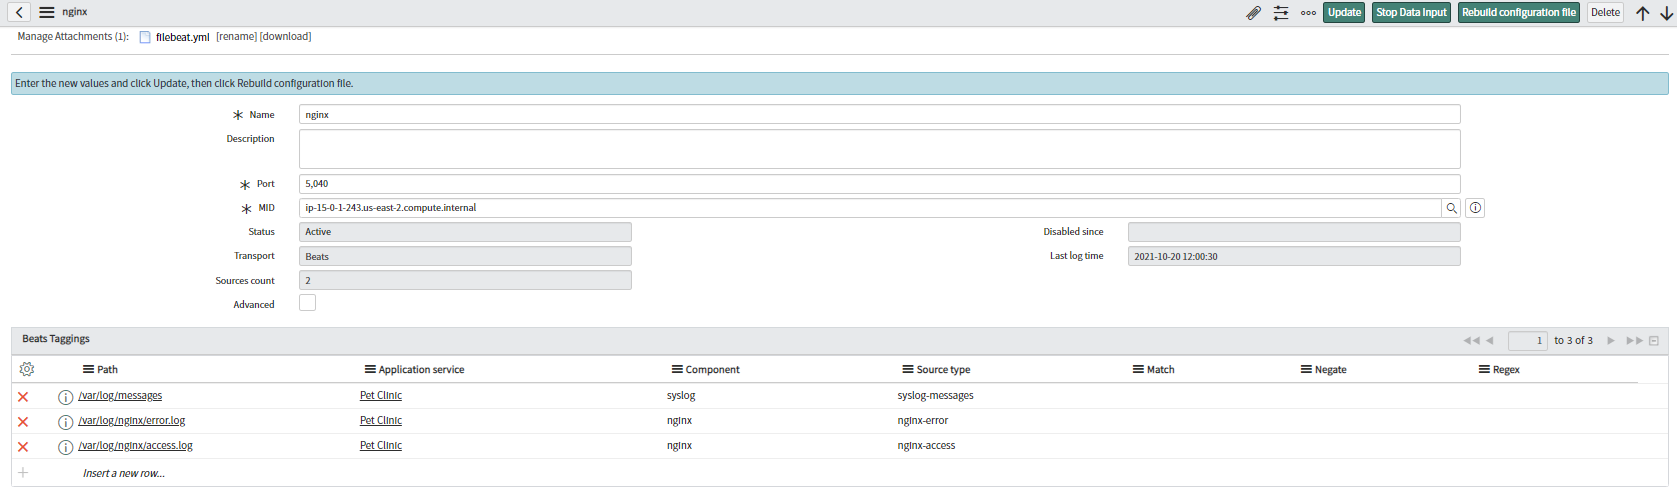 nginx Update Stop Data Input Rebuild configuration file Delete
Manage Attachments (1): filebeat.yml [rename] [download]
Enter the new values and click Update, then click Rebuild configuration file.
Name nginx
Description
Port 5,040
MID ip-15-0-1-243.us-east-2.compute.internal
Status Active Disabled since
Transport Beats Last log time 2021-10-20 12:00:30
Sources count 2
Advanced
Beats Taggings 1 to 3 of 3
Path Application service Component Source type Match Negate Regex
/var/log/messages Pet Clinic syslog syslog-messages
/var/log/nginx/error.log Pet Clinic nginx nginx-error
/var/log/nginx/access.log Pet Clinic nginx nginx-access
Insert a new row...